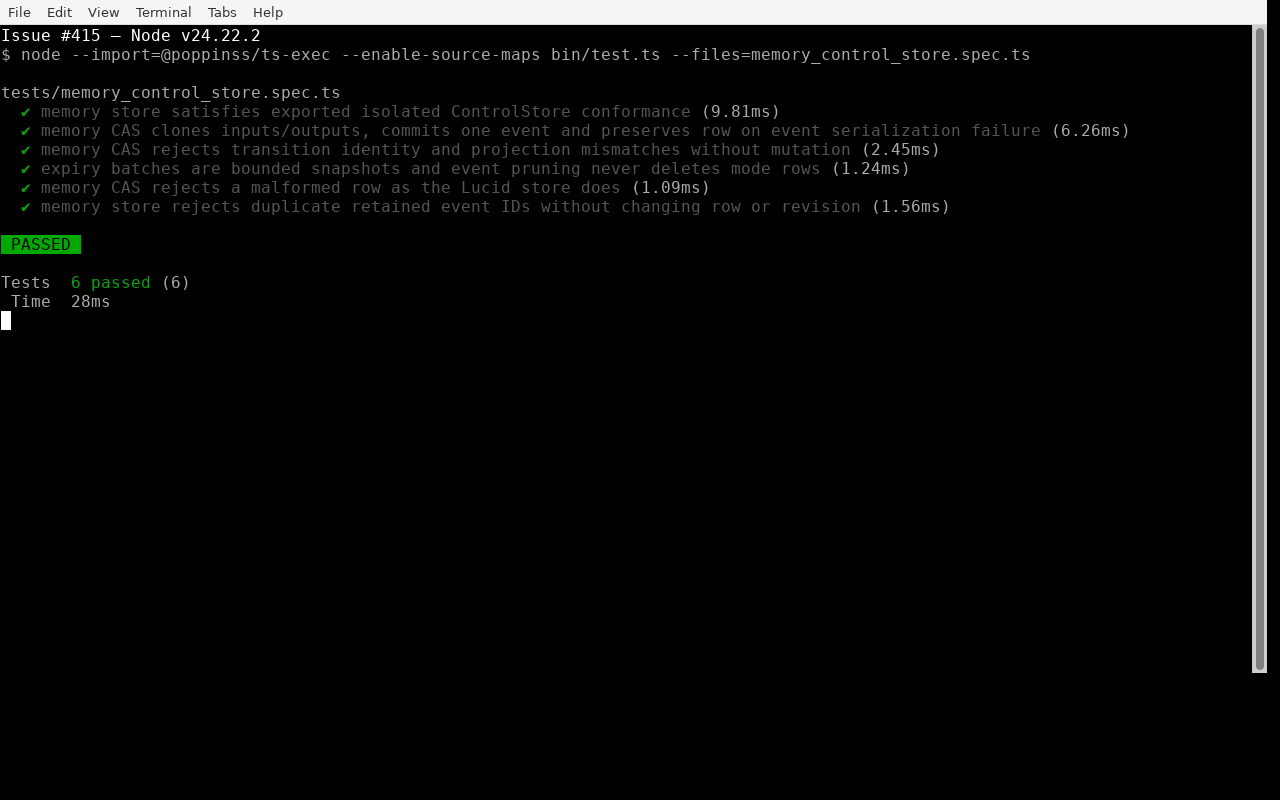 File Edit View Terminal Tabs Help
Issue #415 — Node v24.22.2
$ node --import=@poppinss/ts-exec --enable-source-maps bin/test.ts --files=memory_control_store.spec.ts
tests/memory_control_store.spec.ts
✔ memory store satisfies exported isolated ControlStore conformance (9.81ms)
✔ memory CAS clones inputs/outputs, commits one event and preserves row on event serialization failure (6.26ms)
✔ memory CAS rejects transition identity and projection mismatches without mutation (2.45ms)
✔ expiry batches are bounded snapshots and event pruning never deletes mode rows (1.24ms)
✔ memory CAS rejects a malformed row as the Lucid store does (1.09ms)
✔ memory store rejects duplicate retained event IDs without changing row or revision (1.56ms)
PASSED
Tests  6 passed (6)
Time  28ms